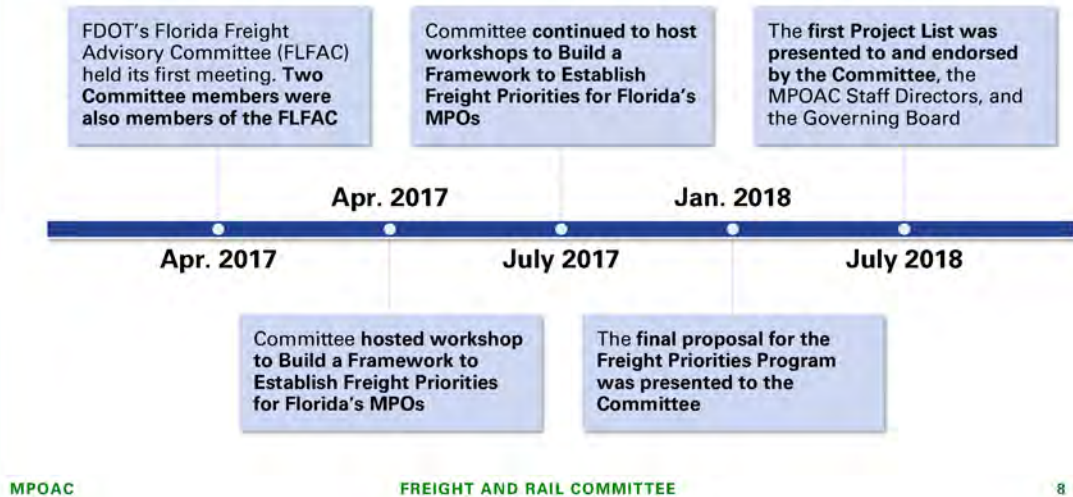 FDOT's Florida Freight
Advisory Committee (FLFAC)
held its first meeting. Two
Committee members were
also members of the FLFAC
Committee continued to host
workshops to Build a
Framework to Establish
Freight Priorities for Florida's
MPOs
The first Project List was
presented to and endorsed
by the Committee, the
MPOAC Staff Directors, and
the Governing Board
Apr. 2017
Jan. 2018
Apr. 2017
July 2017
July 2018
Committee hosted workshop
to Build a Framework to
Establish Freight Priorities
for Florida's MPOs
The final proposal for the
Freight Priorities Program
was presented to the
Committee
MPOAC
FREIGHT AND RAIL COMMITTEE
8